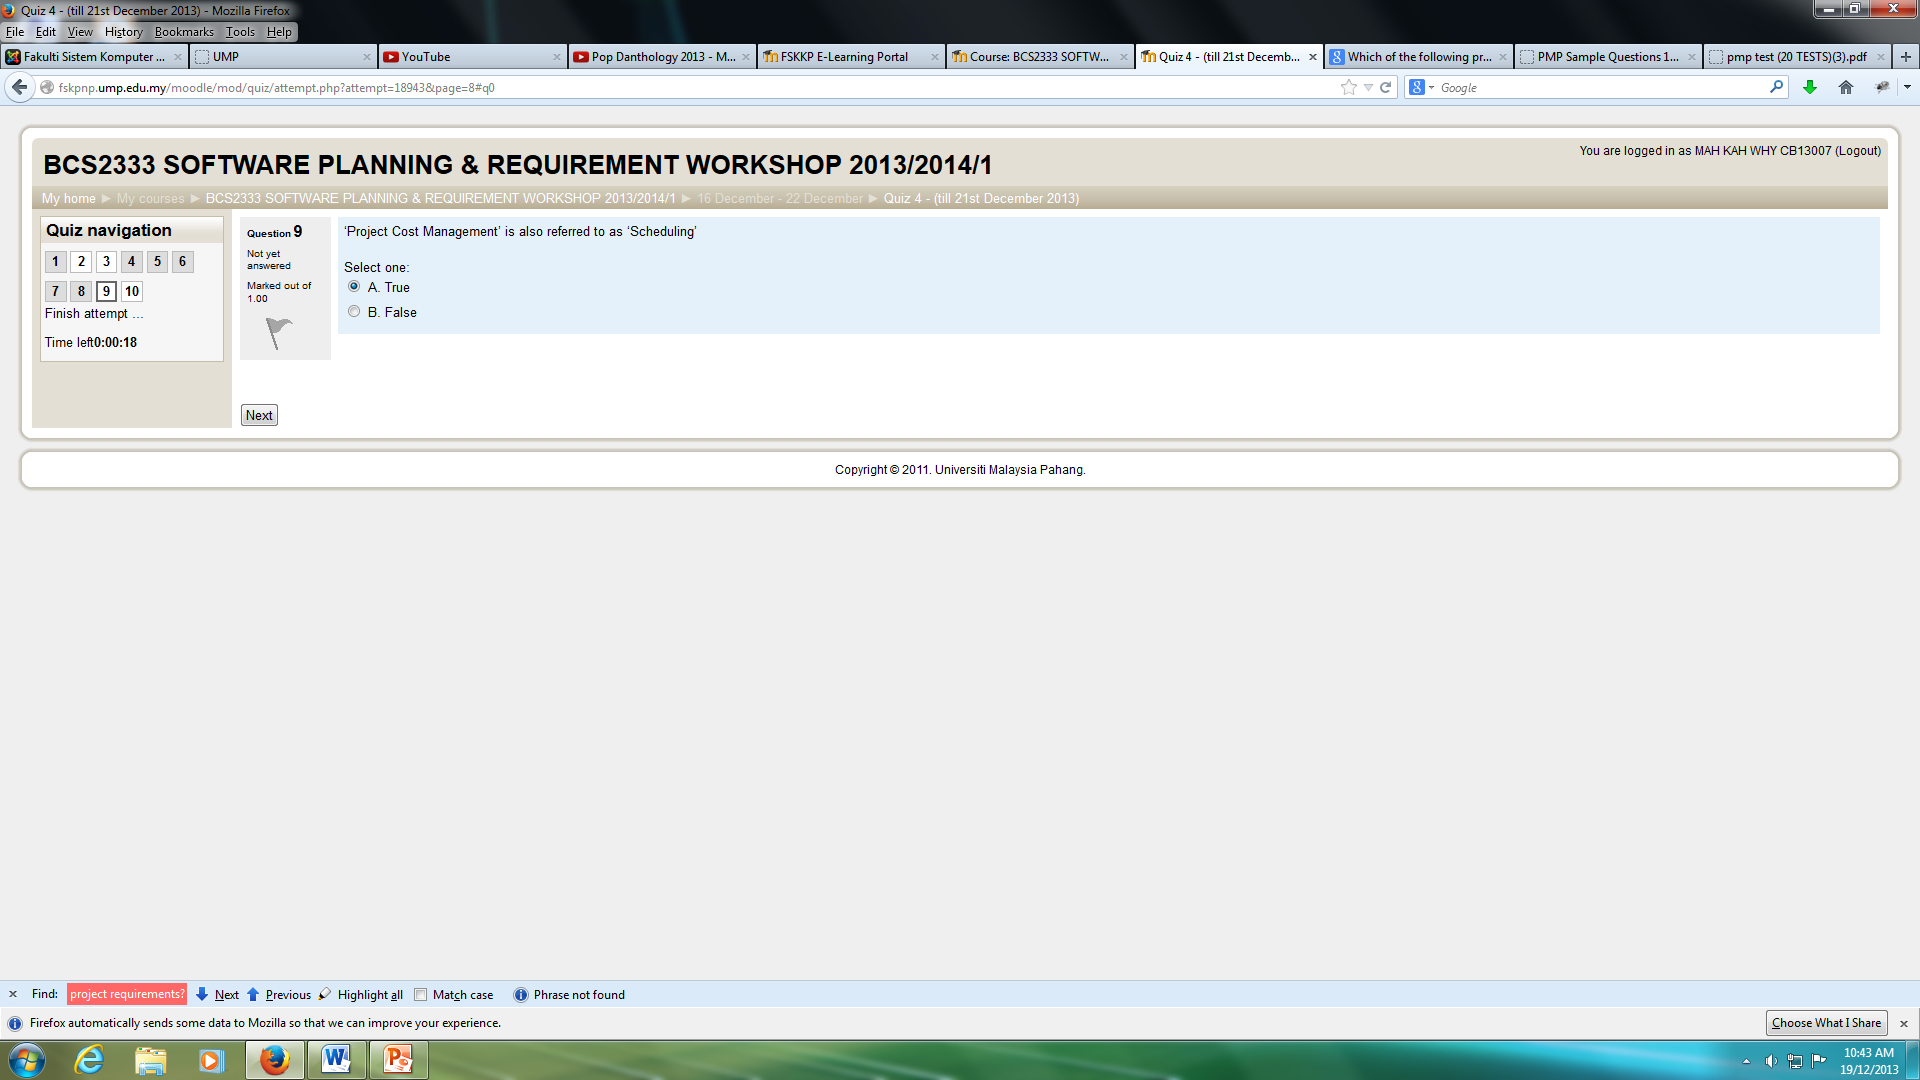 Quiz 4 - (till 21st December 2013) - Mozilla Firefox
File Edit View History Bookmarks Tools Help
Fakulti Sistem Komputer ... UMP YouTube Pop Danthology 2013 - M... FSKKP E-Learning Portal Course: BCS2333 SOFTW... Quiz 4 - (till 21st Decemb... Which of the following pr... PMP Sample Questions 1... pmp test (20 TESTS)(3).pdf
fskpnp.ump.edu.my/moodle/mod/quiz/attempt.php?attempt=18943&page=8#q0 Google
BCS2333 SOFTWARE PLANNING & REQUIREMENT WORKSHOP 2013/2014/1
You are logged in as MAH KAH WHY CB13007 (Logout)
My home ► My courses ► BCS2333 SOFTWARE PLANNING & REQUIREMENT WORKSHOP 2013/2014/1 ► 16 December - 22 December ► Quiz 4 - (till 21st December 2013)
Quiz navigation
1 2 3 4 5 6
7 8 9 10
Finish attempt ...
Time left 0:00:18
Question 9
Not yet
answered
Marked out of
1.00
‘Project Cost Management’ is also referred to as ‘Scheduling’
Select one:
A. True
B. False
Next
Copyright © 2011. Universiti Malaysia Pahang.
Find: project requirements? Next Previous Highlight all Match case Phrase not found
Firefox automatically sends some data to Mozilla so that we can improve your experience.
Choose What I Share
10:43 AM
19/12/2013